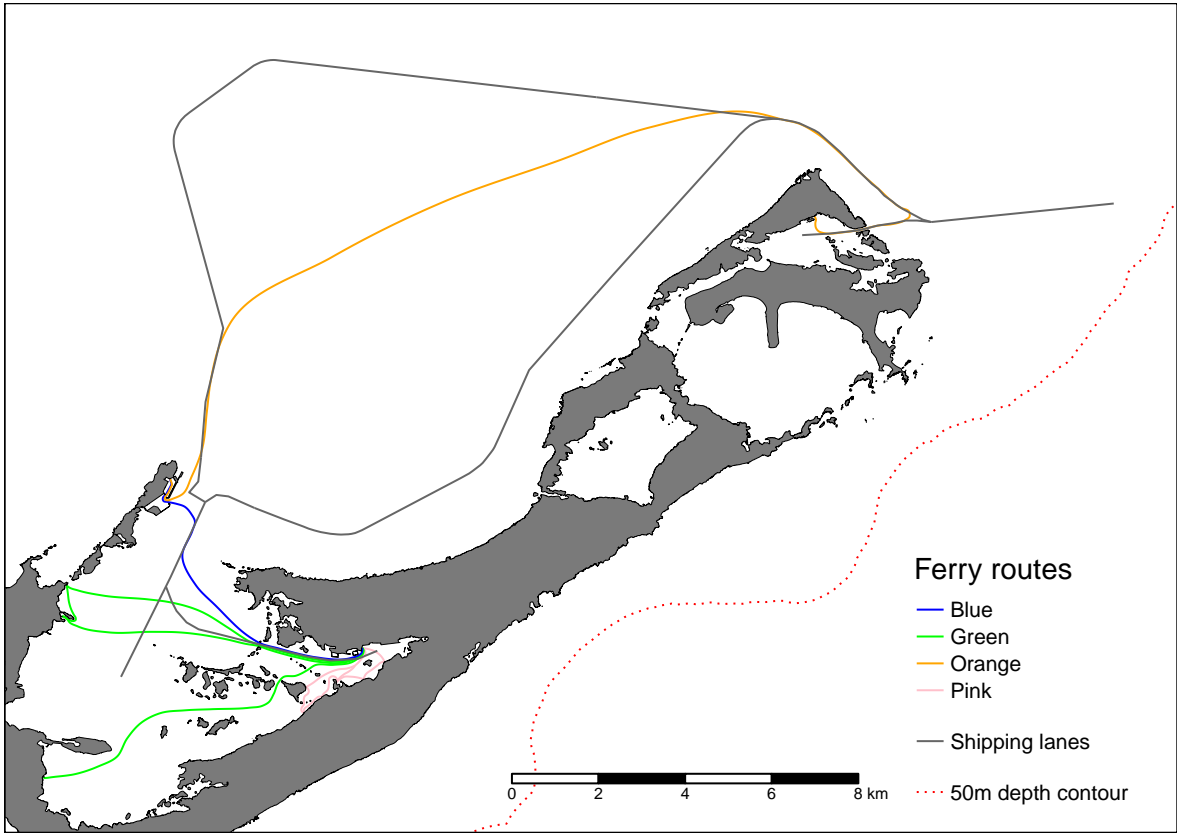 Ferry routes
Blue
Green
Orange
Pink
Shipping lanes
50m depth contour
0 2 4 6 8 km